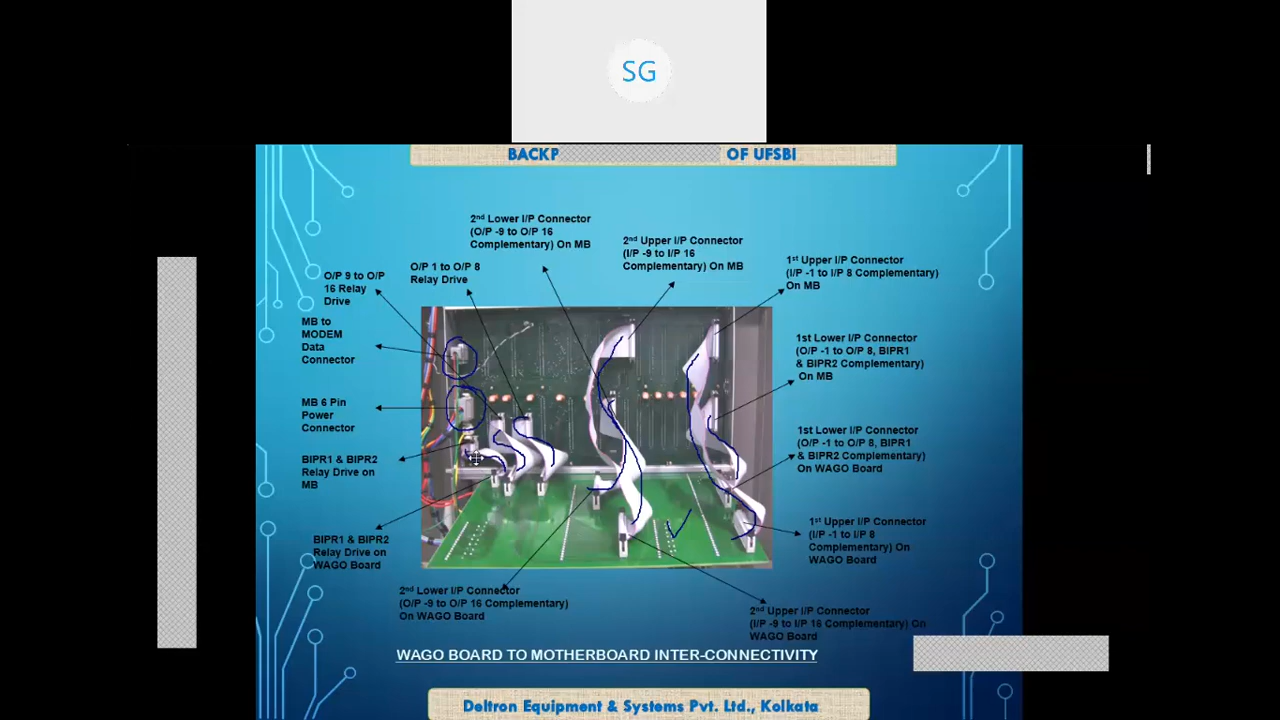 SG
BACKP OF UFSBI
2nd Lower I/P Connector
(O/P -9 to O/P 16
Complementary) On MB
2nd Upper I/P Connector
(I/P -9 to I/P 16
Complementary) On MB
1st Upper I/P Connector
(I/P -1 to I/P 8 Complementary)
On MB
O/P 9 to O/P
16 Relay
Drive
O/P 1 to O/P 8
Relay Drive
MB to
MODEM
Data
Connector
1st Lower I/P Connector
(O/P -1 to O/P 8, BIPR1
& BIPR2 Complementary)
On MB
MB 6 Pin
Power
Connector
1st Lower I/P Connector
(O/P -1 to O/P 8, BIPR1
& BIPR2 Complementary)
On WAGO Board
BIPR1 & BIPR2
Relay Drive on
MB
1st Upper I/P Connector
(I/P -1 to I/P 8
Complementary) On
WAGO Board
BIPR1 & BIPR2
Relay Drive on
WAGO Board
2nd Lower I/P Connector
(O/P -9 to O/P 16 Complementary)
On WAGO Board
2nd Upper I/P Connector
(I/P -9 to I/P 16 Complementary) On
WAGO Board
WAGO BOARD TO MOTHERBOARD INTER-CONNECTIVITY
Deltron Equipment & Systems Pvt. Ltd., Kolkata